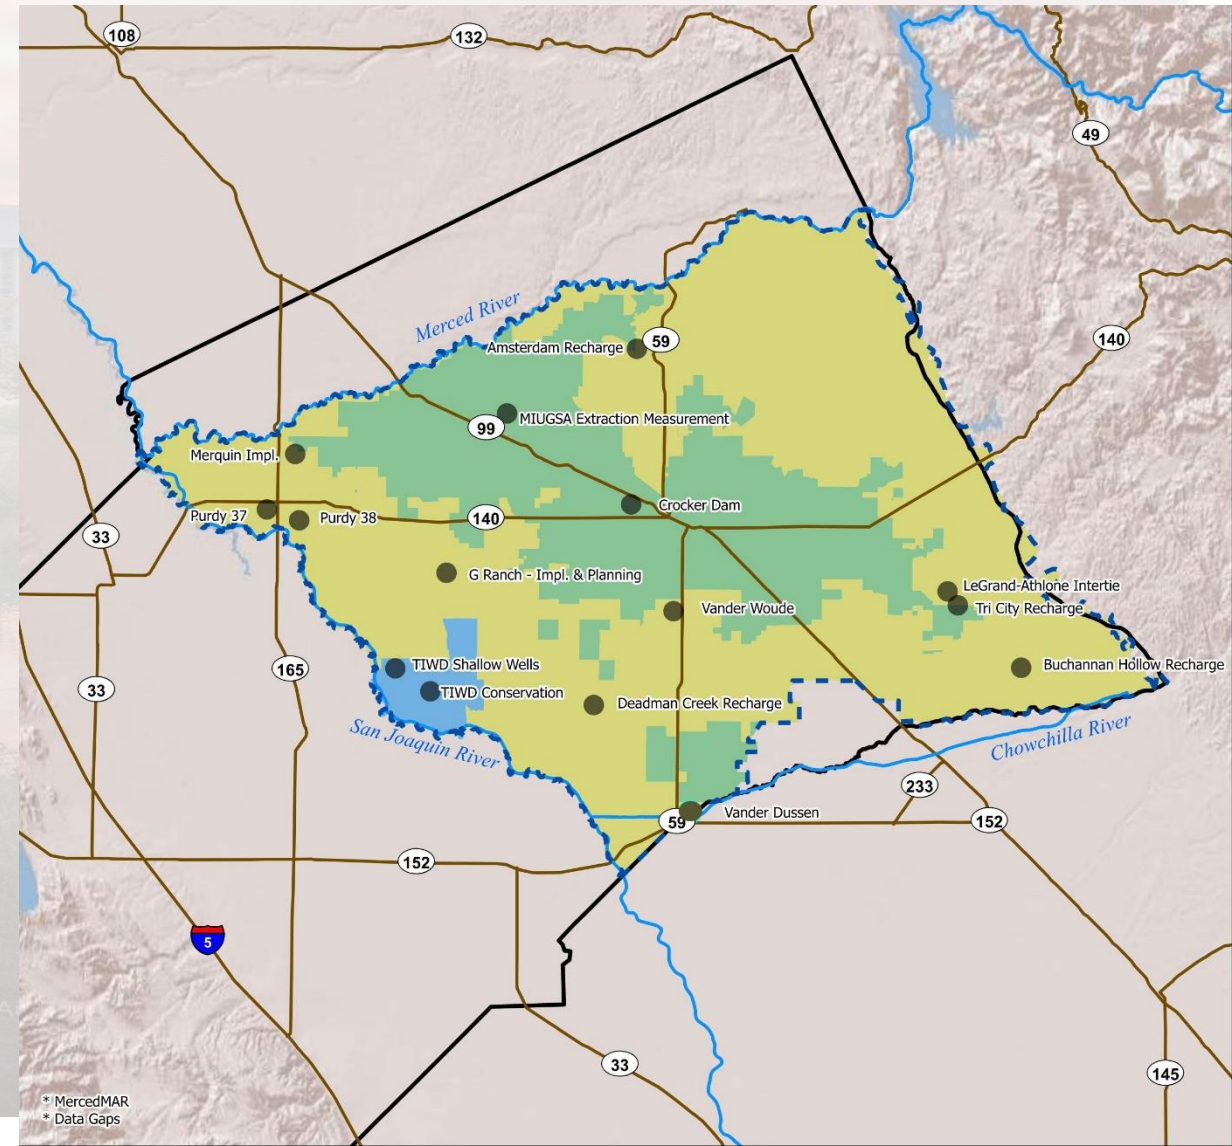 108
132
49
Merced River
Amsterdam Recharge
59
140
MIUGSA Extraction Measurement
99
Merquin Impl.
Crocker Dam
Purdy 37
Purdy 38
140
33
G Ranch - Impl. & Planning
LeGrand-Athlone Intertie
Tri City Recharge
Vander Woude
TIWD Shallow Wells
165
Buchannan Hollow Recharge
33
TIWD Conservation
Deadman Creek Recharge
San Joaquin River
Chowchilla River
233
Vander Dussen
59
152
152
5
33
145
* MercedMAR
* Data Gaps